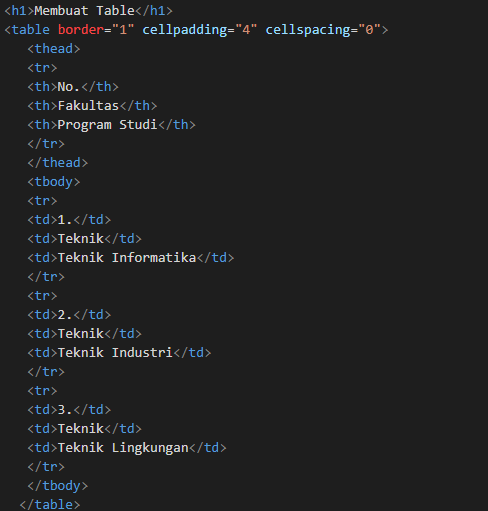 <h1>Membuat Table</h1>
<table border="1" cellpadding="4" cellspacing="0">
<thead>
<tr>
<th>No.</th>
<th>Fakultas</th>
<th>Program Studi</th>
</tr>
</thead>
<tbody>
<tr>
<td>1.</td>
<td>Teknik</td>
<td>Teknik Informatika</td>
</tr>
<tr>
<td>2.</td>
<td>Teknik</td>
<td>Teknik Industri</td>
</tr>
<tr>
<td>3.</td>
<td>Teknik</td>
<td>Teknik Lingkungan</td>
</tr>
</tbody>
</table>